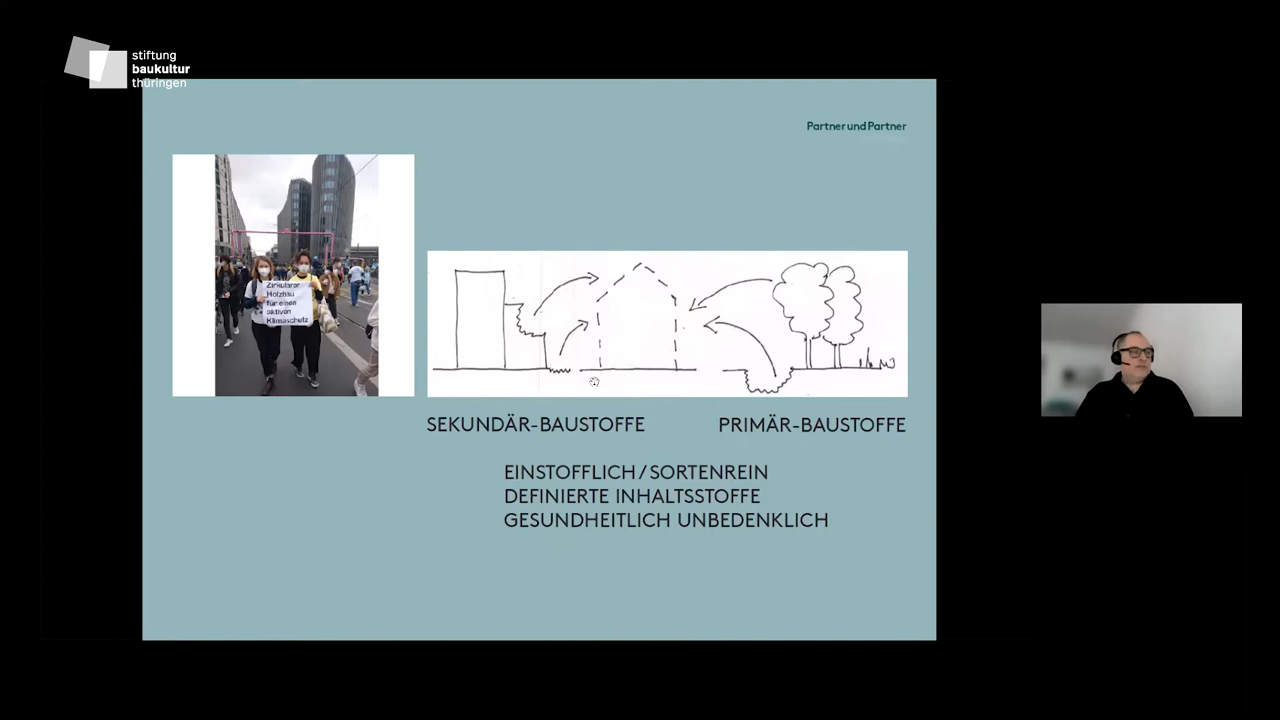 stiftung
baukultur
thüringen
Partner und Partner
Zirkulärer
Holzbau
für einen
aktiven
Klimaschutz
SEKUNDÄR-BAUSTOFFE
PRIMÄR-BAUSTOFFE
EINSTOFFLICH / SORTENREIN
DEFINIERTE INHALTSSTOFFE
GESUNDHEITLICH UNBEDENKLICH